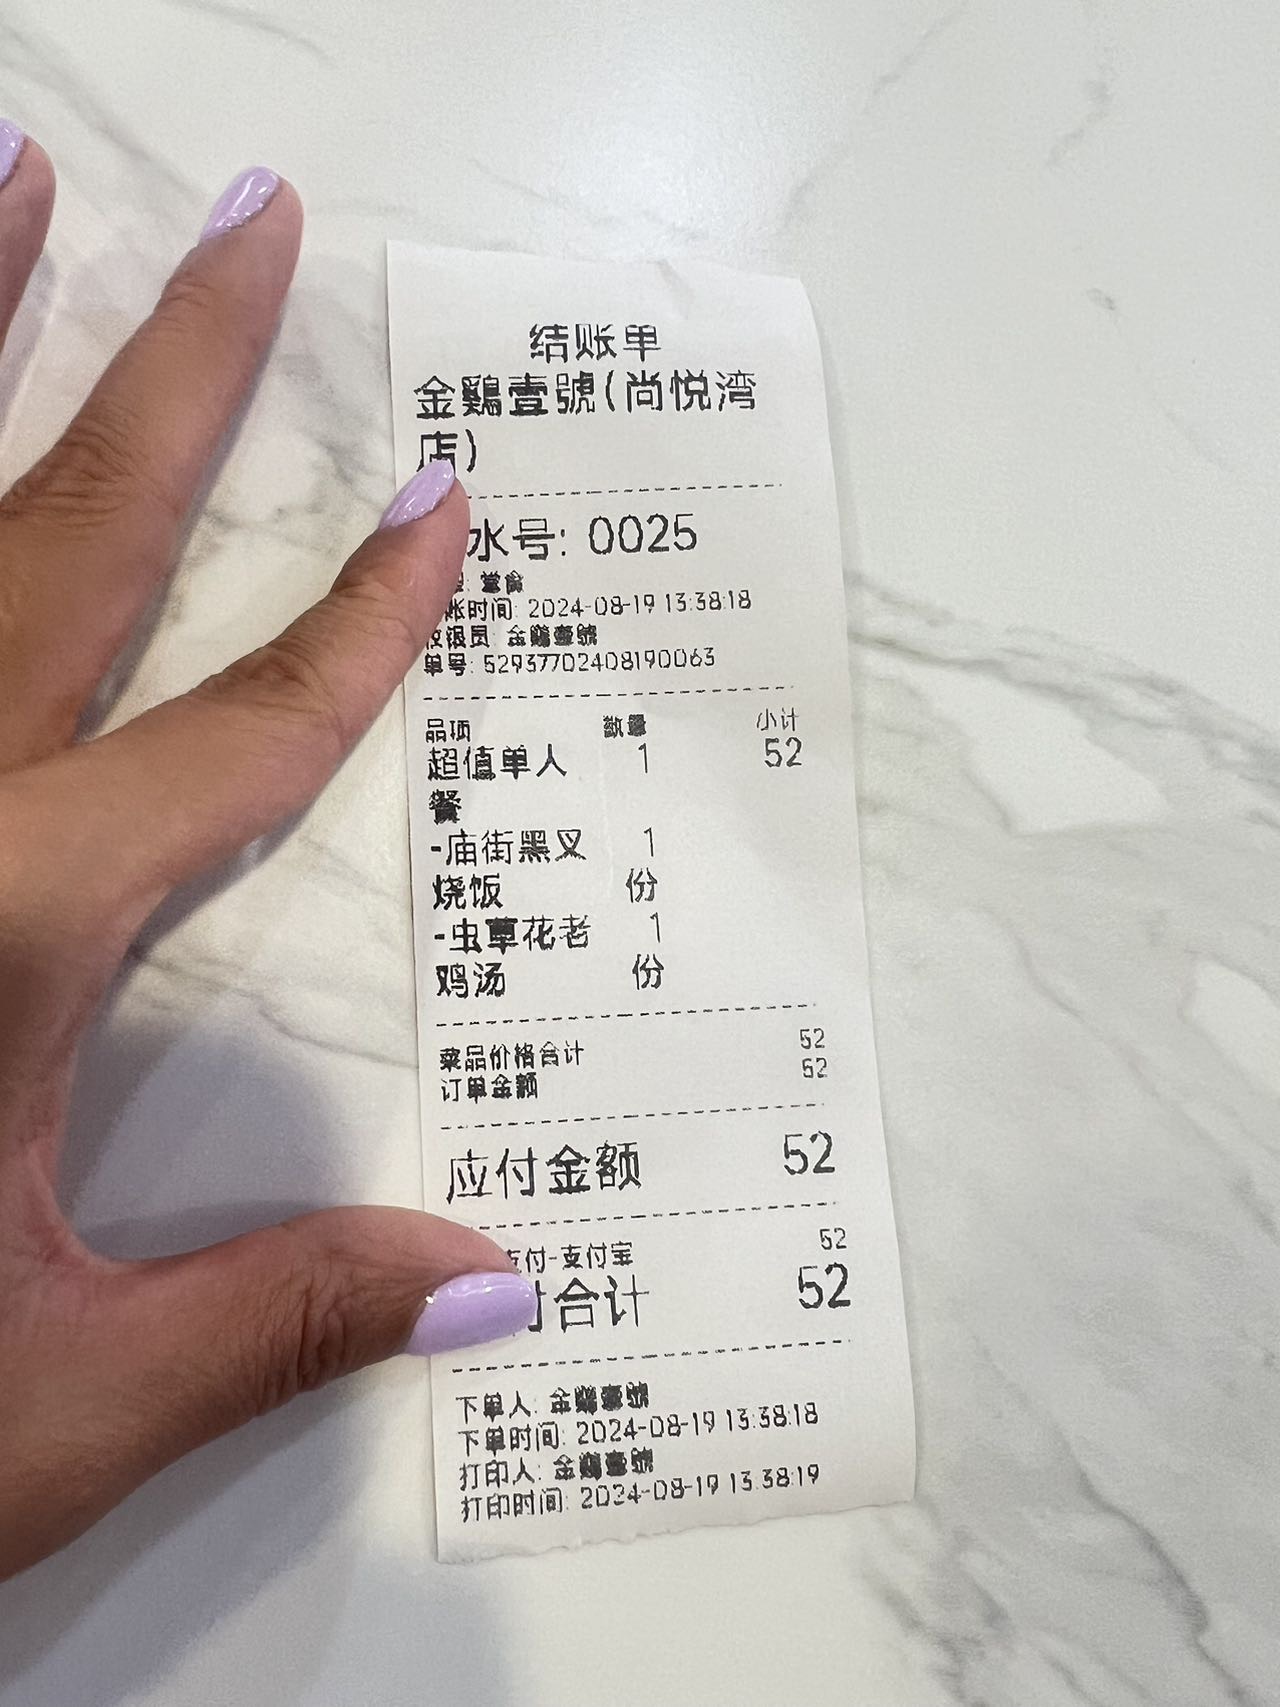 结账单
金鷄壹號(尚悦湾
店)
水号: 0025
堂食
账时间: 2024-08-19 13:38:18
收银员: 金鷄壹號
单号: 52937702408190063
品项 数量 小计
超值单人 1 52
餐
-庙街黑叉 1
烧饭 份
-虫草花老 1
鸡汤 份
菜品价格合计 52
订单金额 52
应付金额 52
支付-支付宝 52
付合计 52
下单人: 金鷄壹號
下单时间: 2024-08-19 13:38:18
打印人: 金鷄壹號
打印时间: 2024-08-19 13:38:19